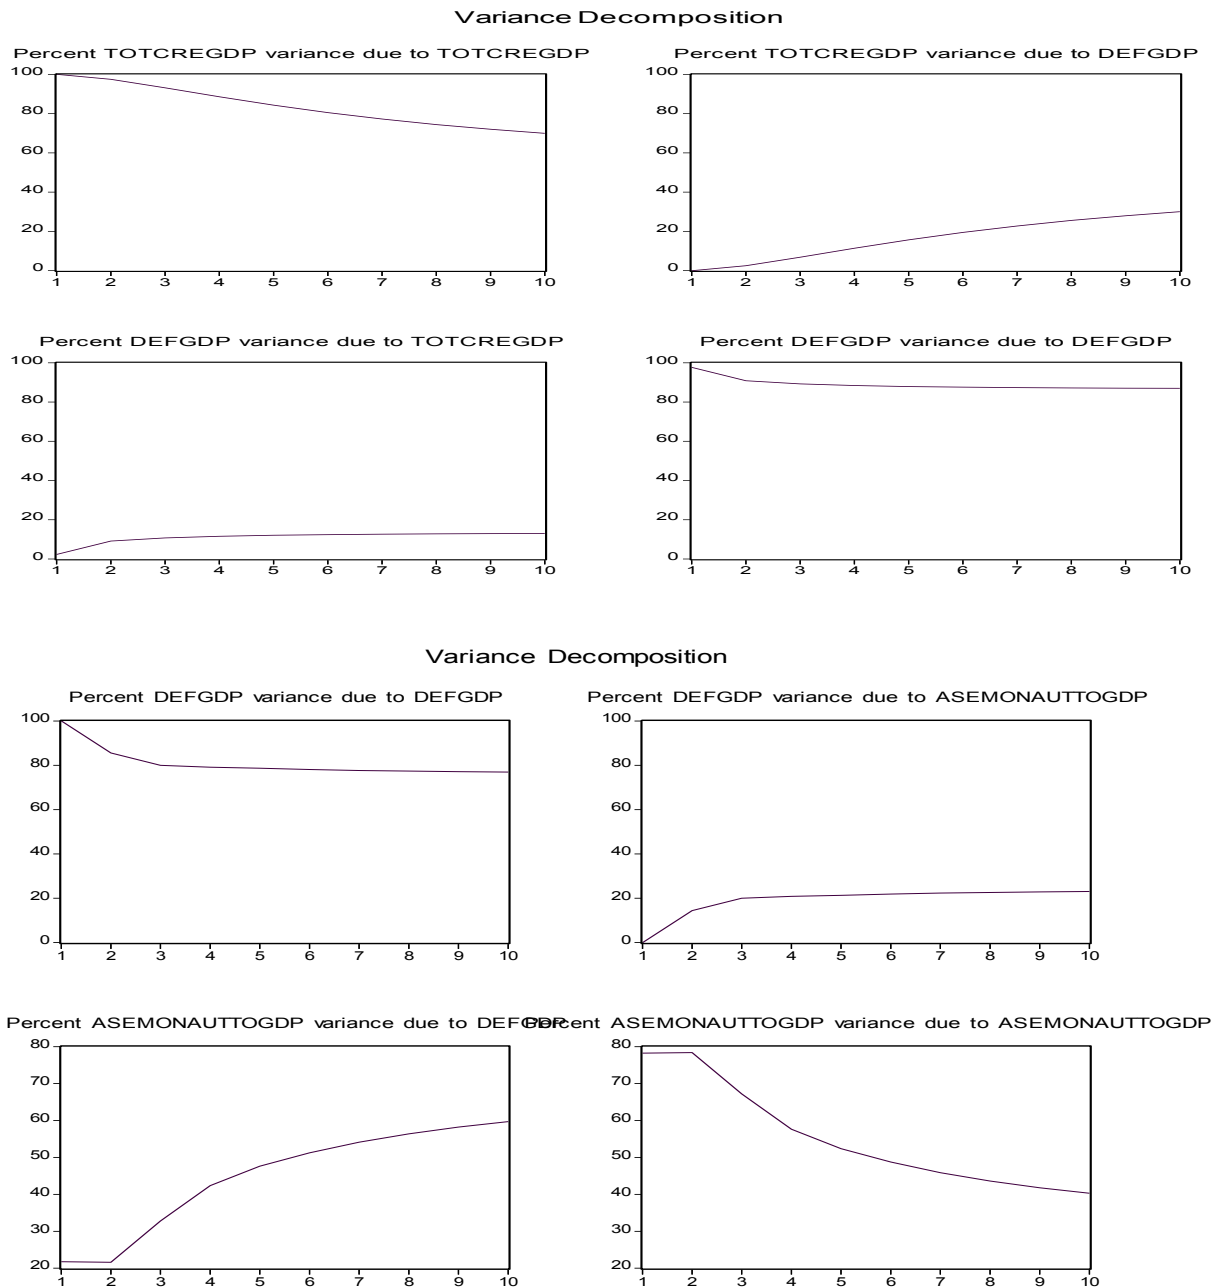 Variance Decomposition
Percent TOTCREGDP variance due to TOTCREGDP
100
80
60
40
20
0
1 2 3 4 5 6 7 8 9 10
Percent TOTCREGDP variance due to DEFGDP
100
80
60
40
20
0
1 2 3 4 5 6 7 8 9 10
Percent DEFGDP variance due to TOTCREGDP
100
80
60
40
20
0
1 2 3 4 5 6 7 8 9 10
Percent DEFGDP variance due to DEFGDP
100
80
60
40
20
0
1 2 3 4 5 6 7 8 9 10
Variance Decomposition
Percent DEFGDP variance due to DEFGDP
100
80
60
40
20
0
1 2 3 4 5 6 7 8 9 10
Percent DEFGDP variance due to ASEMONAUTTOGDP
100
80
60
40
20
0
1 2 3 4 5 6 7 8 9 10
Percent ASEMONAUTTOGDP variance due to DEFGDP
80
70
60
50
40
30
20
1 2 3 4 5 6 7 8 9 10
Percent ASEMONAUTTOGDP variance due to ASEMONAUTTOGDP
80
70
60
50
40
30
20
1 2 3 4 5 6 7 8 9 10